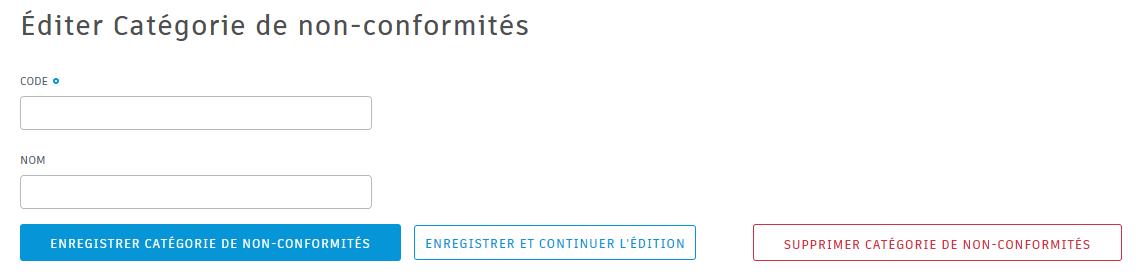 Éditer Catégorie de non-conformités
CODE
NOM
ENREGISTRER CATÉGORIE DE NON-CONFORMITÉS ENREGISTRER ET CONTINUER L'ÉDITION SUPPRIMER CATÉGORIE DE NON-CONFORMITÉS